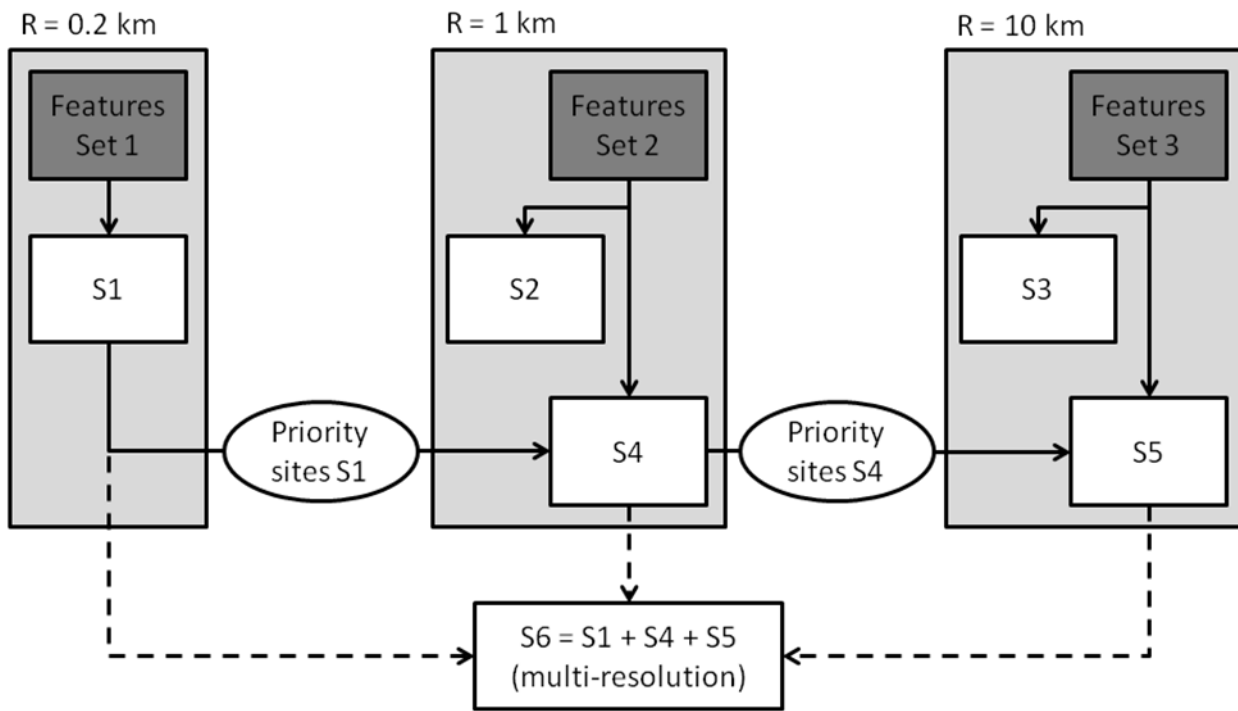 R = 0.2 km
R = 1 km
R = 10 km
Features
Set 1
Features
Set 2
Features
Set 3
S1
S2
S3
Priority
sites S1
S4
Priority
sites S4
S5
S6 = S1 + S4 + S5
(multi-resolution)